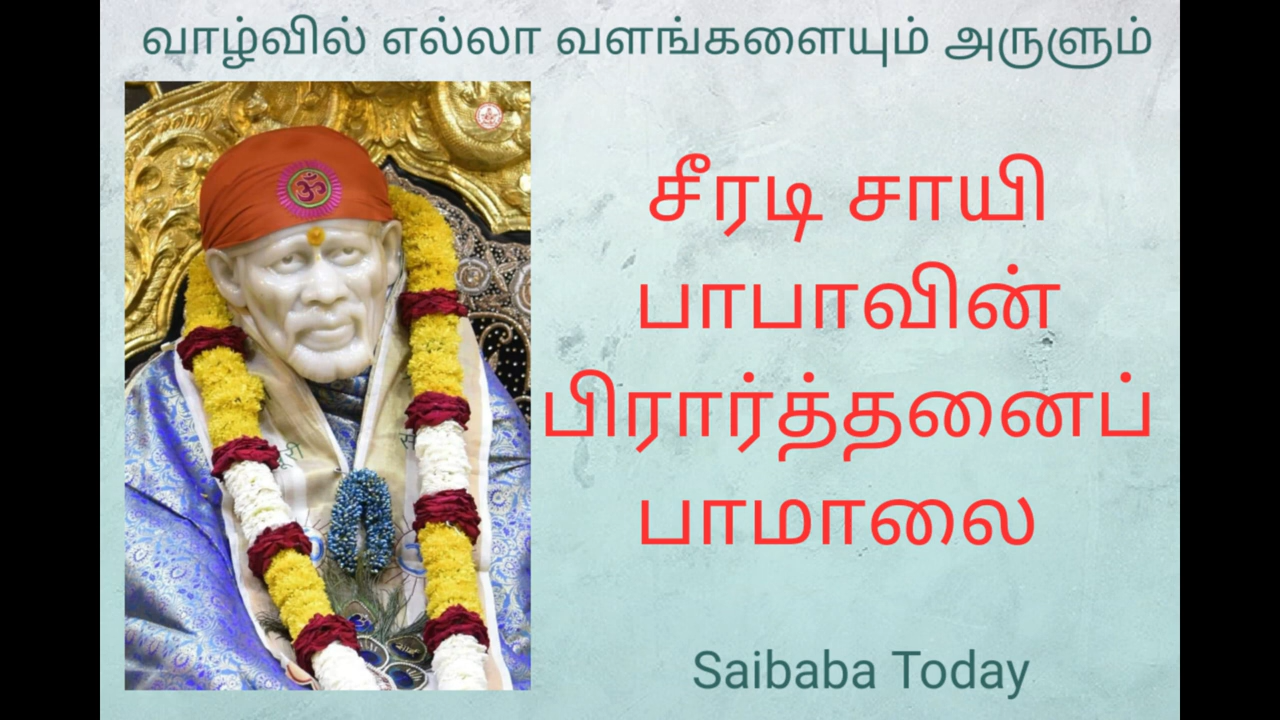 வாழ்வில் எல்லா வளங்களையும் அருளும்
சீரடி சாயி
பாபாவின்
பிரார்த்தனைப்
பாமாலை
Saibaba Today